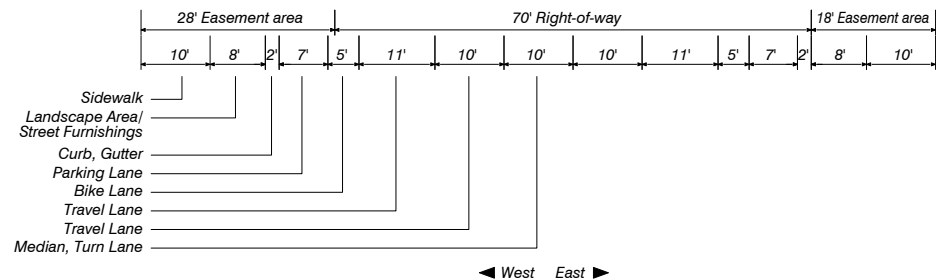 28' Easement area 70' Right-of-way 18' Easement area
10' 8' 2' 7' 5' 11' 10' 10' 10' 11' 5' 7' 2' 8' 10'
Sidewalk
Landscape Area/
Street Furnishings
Curb, Gutter
Parking Lane
Bike Lane
Travel Lane
Travel Lane
Median, Turn Lane
West East